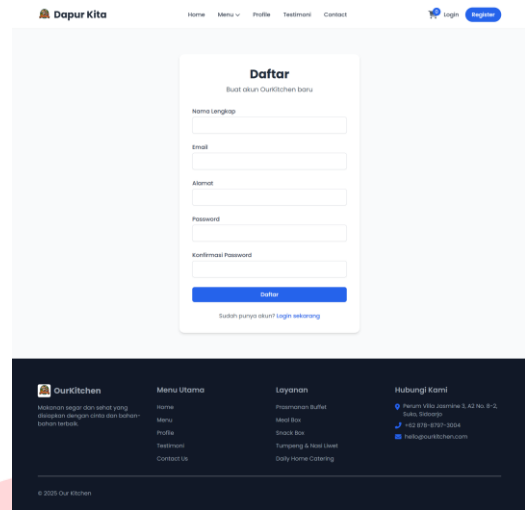 Dapur Kita
Home Menu Profile Testimoni Contact
0 Login Register
Daftar
Buat akun OurKitchen baru
Nama Lengkap
Email
Alamat
Password
Konfirmasi Password
Daftar
Sudah punya akun? Login sekarang
OurKitchen
Makanan segar dan sehat yang
disiapkan dengan cinta dan bahan-
bahan terbaik.
Menu Utama
Home
Menu
Profile
Testimoni
Contact Us
Layanan
Prasmanan Buffet
Meal Box
Snack Box
Tumpeng & Nasi Liwet
Daily Home Catering
Hubungi Kami
Perum Villa Jasmine 3, A2 No. 8-2,
Suko, Sidoarjo
+62 878-8797-3004
hello@ourkitchen.com
© 2025 Our Kitchen